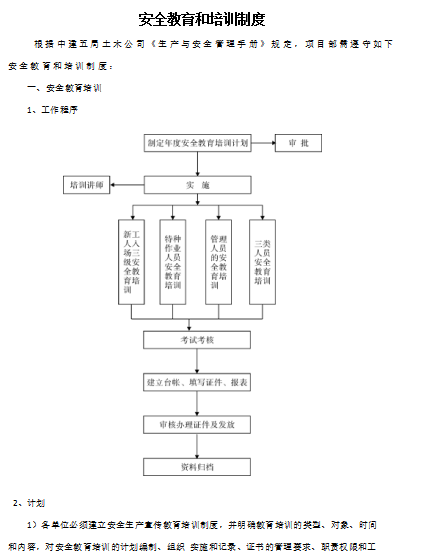 安全教育和培训制度
根据中建五局土木公司《生产与安全管理手册》规定，项目部需遵守如下
安全教育和培训制度：
一、安全教育培训
1、工作程序
制定年度安全教育培训计划
审 批
培训讲师
实 施
新工人入场三级安全教育培训
特种作业人员安全教育培训
管理人员的安全教育培训
三类人员安全教育培训
考试考核
建立台帐、填写证件、报表
审核办理证件及发放
资料归档
2、计划
1）各单位必须建立安全生产宣传教育培训制度，并明确教育培训的类型、对象、时间
和内容，对安全教育培训的计划编制、组织 实施和记录、证书的管理要求、职责权限和工